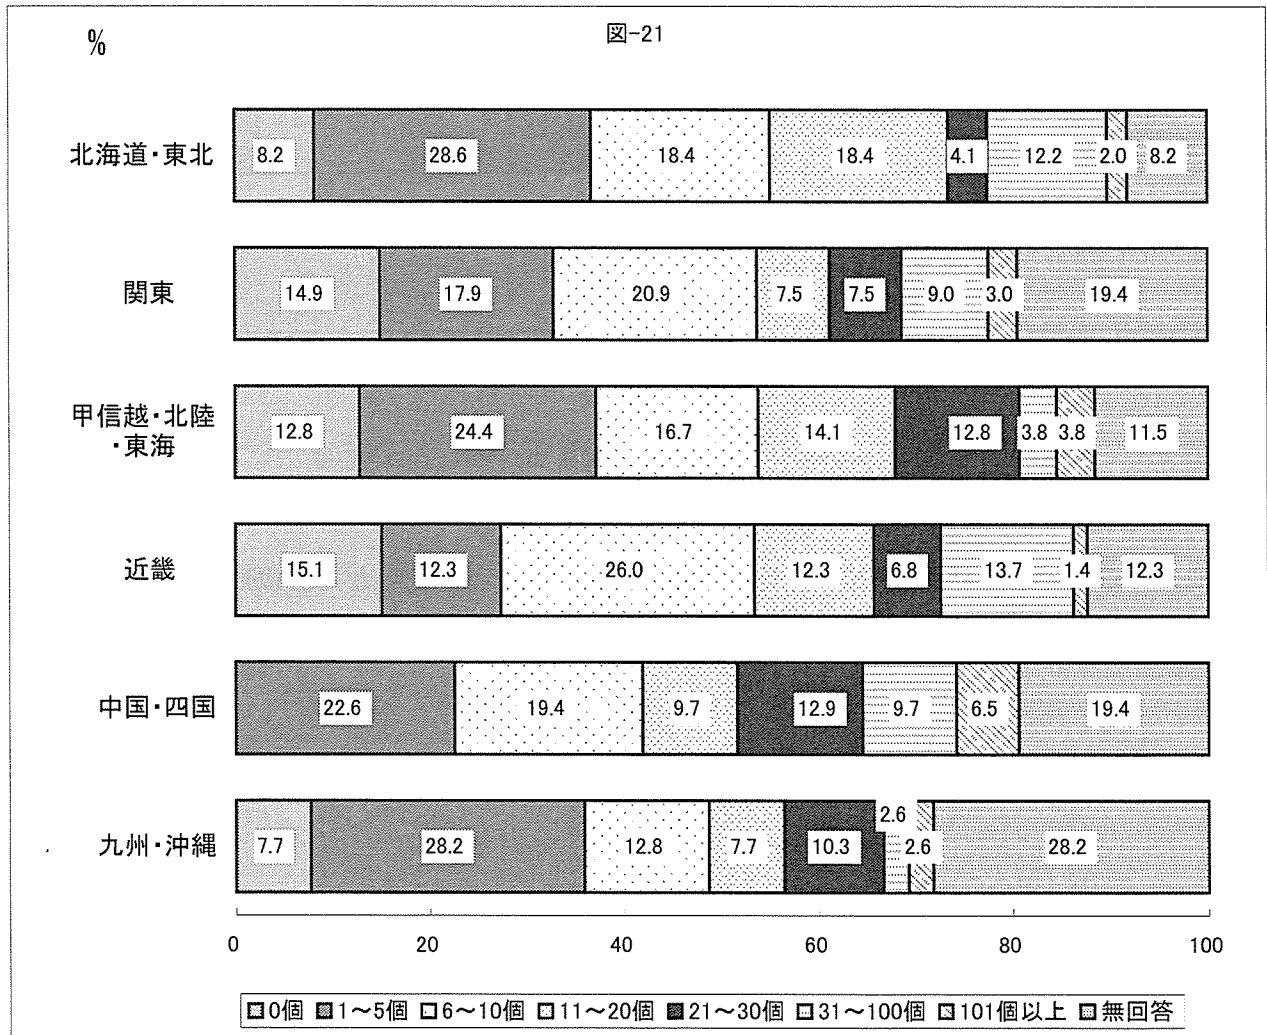 図-21
%
北海道・東北
8.2 28.6 18.4 18.4 4.1 12.2 2.0 8.2
関東
14.9 17.9 20.9 7.5 7.5 9.0 3.0 19.4
甲信越・北陸
・東海
12.8 24.4 16.7 14.1 12.8 3.8 3.8 11.5
近畿
15.1 12.3 26.0 12.3 6.8 13.7 1.4 12.3
中国・四国
22.6 19.4 9.7 12.9 9.7 6.5 19.4
九州・沖縄
7.7 28.2 12.8 7.7 10.3 2.6 2.6 28.2
0 20 40 60 80 100
0個 1～5個 6～10個 11～20個 21～30個 31～100個 101個以上 無回答